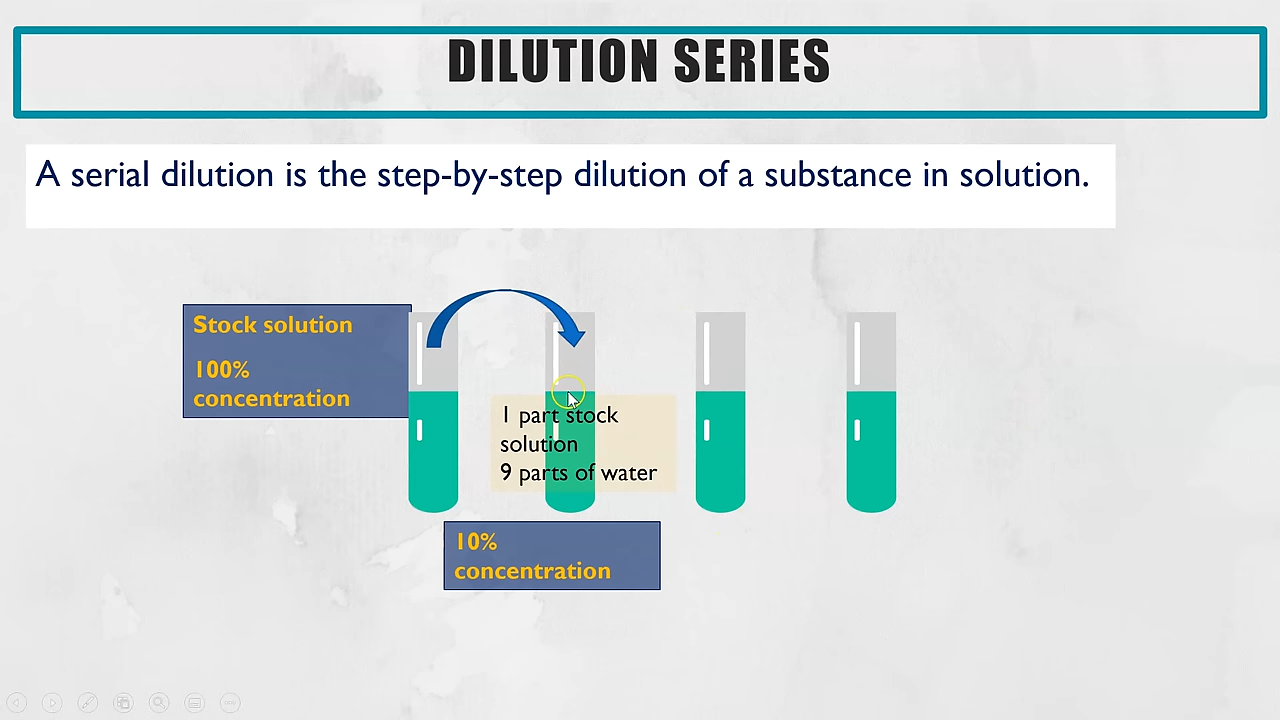 DILUTION SERIES
A serial dilution is the step-by-step dilution of a substance in solution.
Stock solution
100%
concentration
1 part stock
solution
9 parts of water
10%
concentration